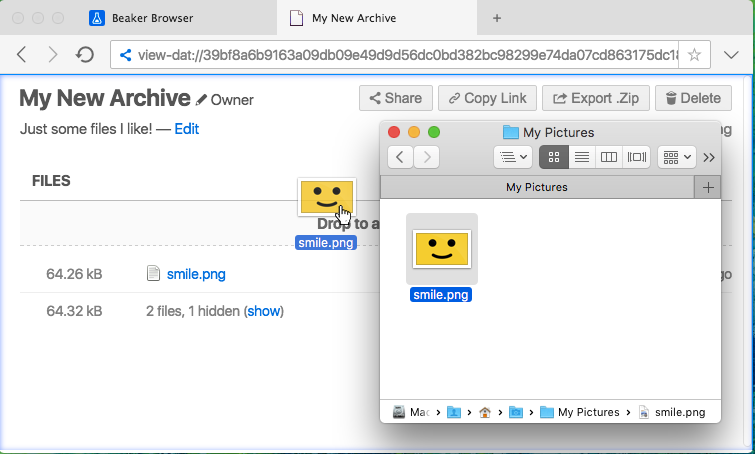 Beaker Browser
My New Archive
view-dat://39bf8a6b9163a09db09e49d9d56dc0bd382bc98299e74da07cd863175dc18
My New Archive Owner
Share
Copy Link
Export .Zip
Delete
Just some files I like! — Edit
FILES
Drop to a
smile.png
64.26 kB smile.png
64.32 kB 2 files, 1 hidden (show)
My Pictures
My Pictures
smile.png
My Pictures
smile.png